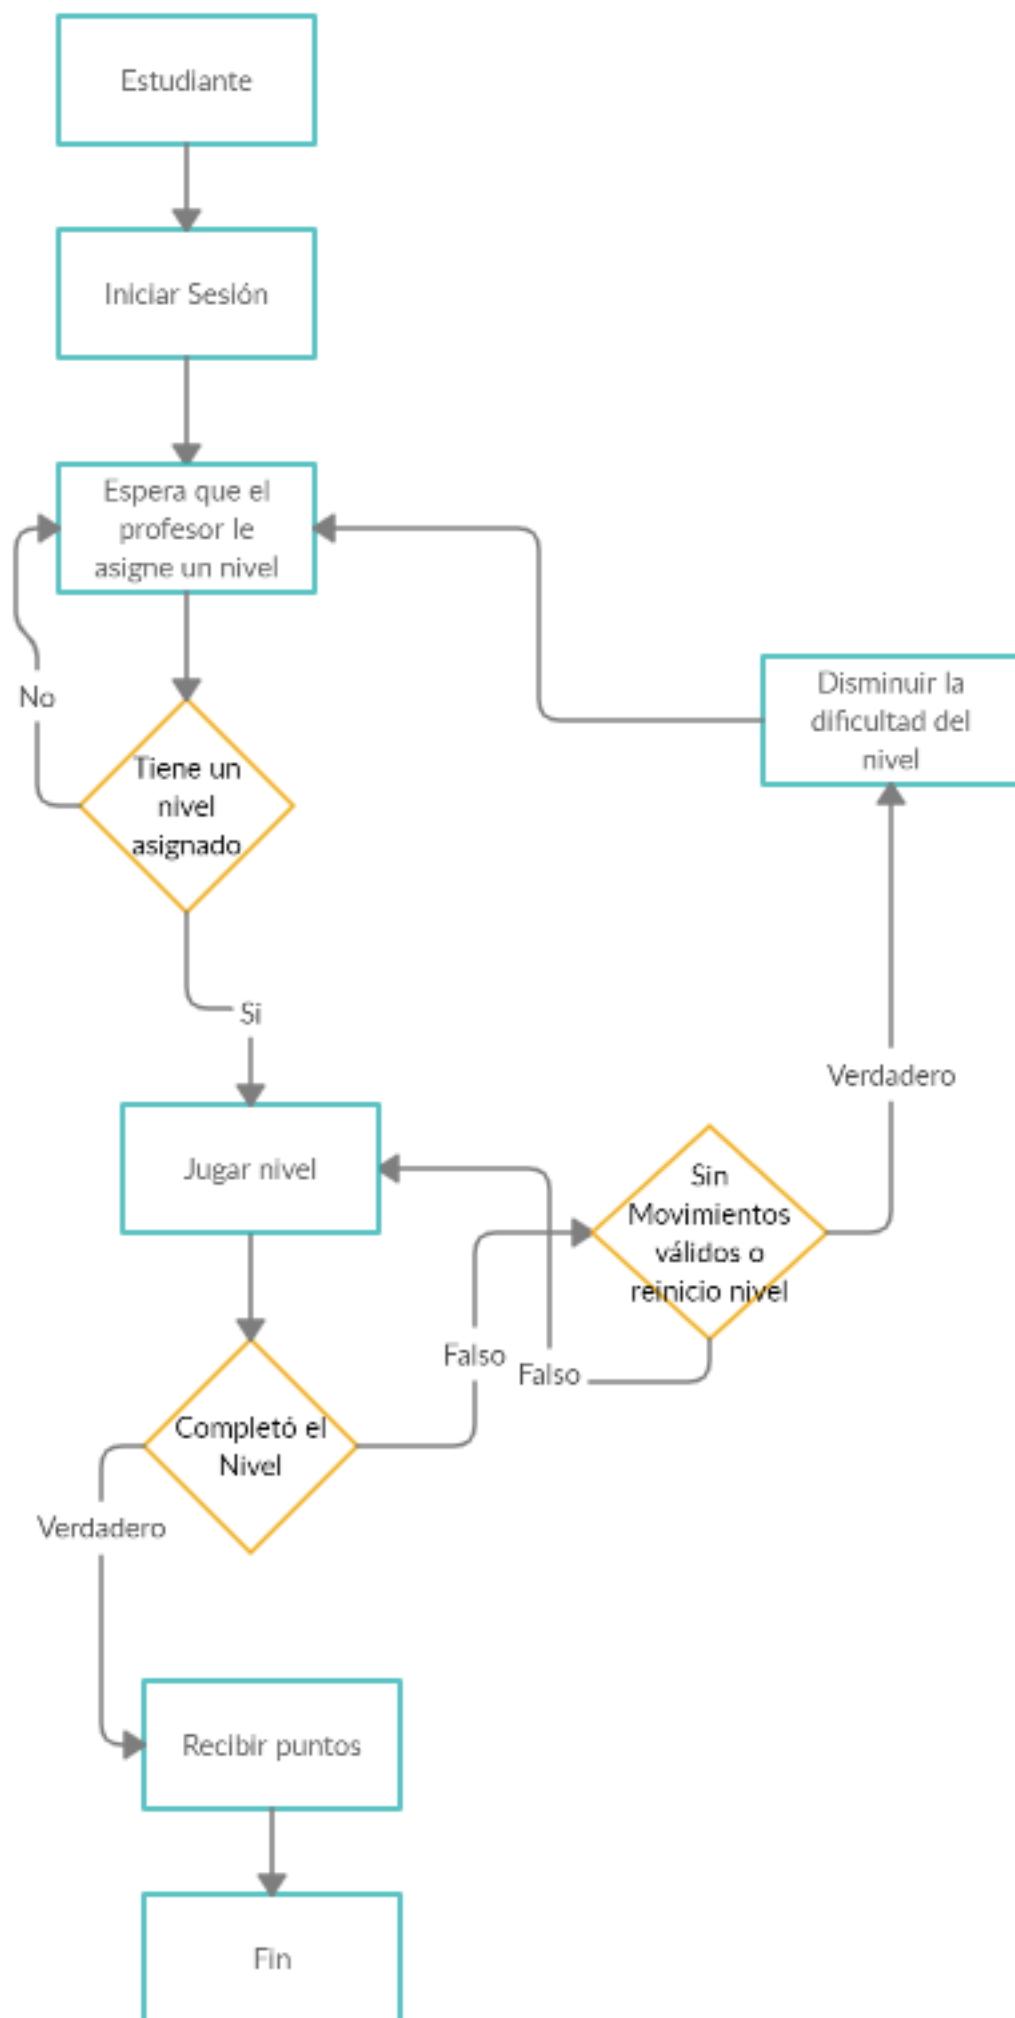 Estudiante
Iniciar Sesión
Espera que el
profesor le
asigne un nivel
No
Disminuir la
dificultad del
nivel
Tiene un
nivel
asignado
Si
Verdadero
Jugar nivel
Sin
Movimientos
válidos o
reinicio nivel
Falso
Falso
Completó el
Nivel
Verdadero
Recibir puntos
Fin